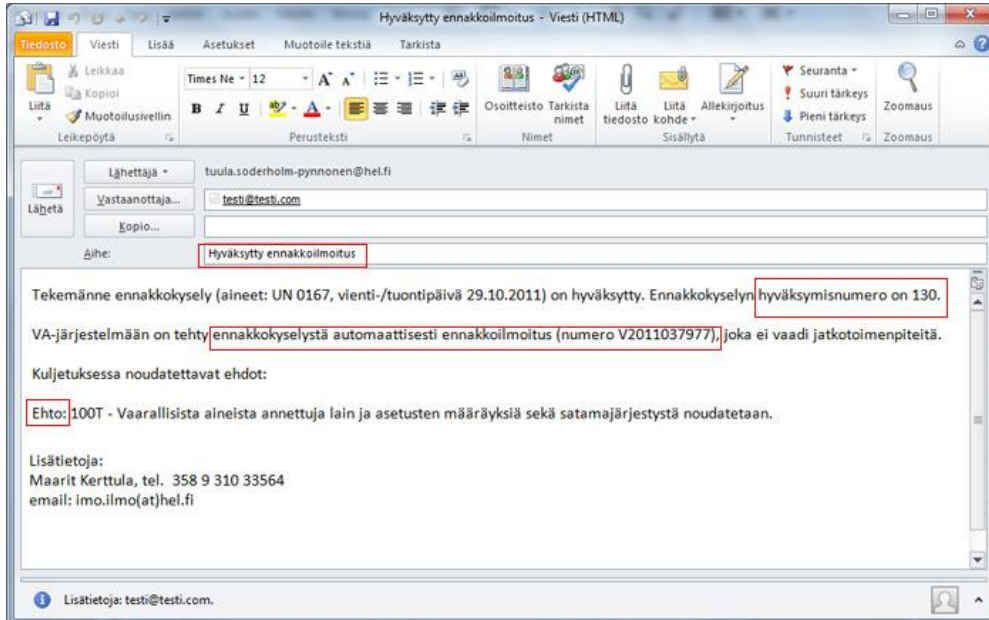 Hyväksytty ennakkoilmoitus - Viesti (HTML)
Tiedosto Viesti Lisää Asetukset Muotoile tekstiä Tarkista
Liitä
Leikkaa
Kopioi
Muotoilusivellin
Leikepöytä
Times Ne 12
B I U
Perusteksti
Osoitteisto Tarkista nimet
Nimet
Liitä tiedosto Liitä kohde Allekirjoitus
Sisällytä
Seuranta
Suuri tärkeys
Pieni tärkeys
Tunnisteet
Zoomaus
Zoomaus
Lähetä
Lähettäjä tuula.soderholm-pynnonen@hel.fi
Vastaanottaja... testi@testi.com
Kopio...
Aihe: Hyväksytty ennakkoilmoitus
Tekemänne ennakkokysely (aineet: UN 0167, vienti-/tuontipäivä 29.10.2011) on hyväksytty. Ennakkokyselyn hyväksymisnumero on 130.
VA-järjestelmään on tehty ennakkokyselystä automaattisesti ennakkoilmoitus (numero V2011037977), joka ei vaadi jatkotoimenpiteitä.
Kuljetuksessa noudatettavat ehdot:
Ehto: 100T - Vaarallisista aineista annettuja lain ja asetusten määräyksiä sekä satamajärjestystä noudatetaan.
Lisätietoja:
Maarit Kerttula, tel. 358 9 310 33564
email: imo.ilmo(at)hel.fi
Lisätietoja: testi@testi.com.